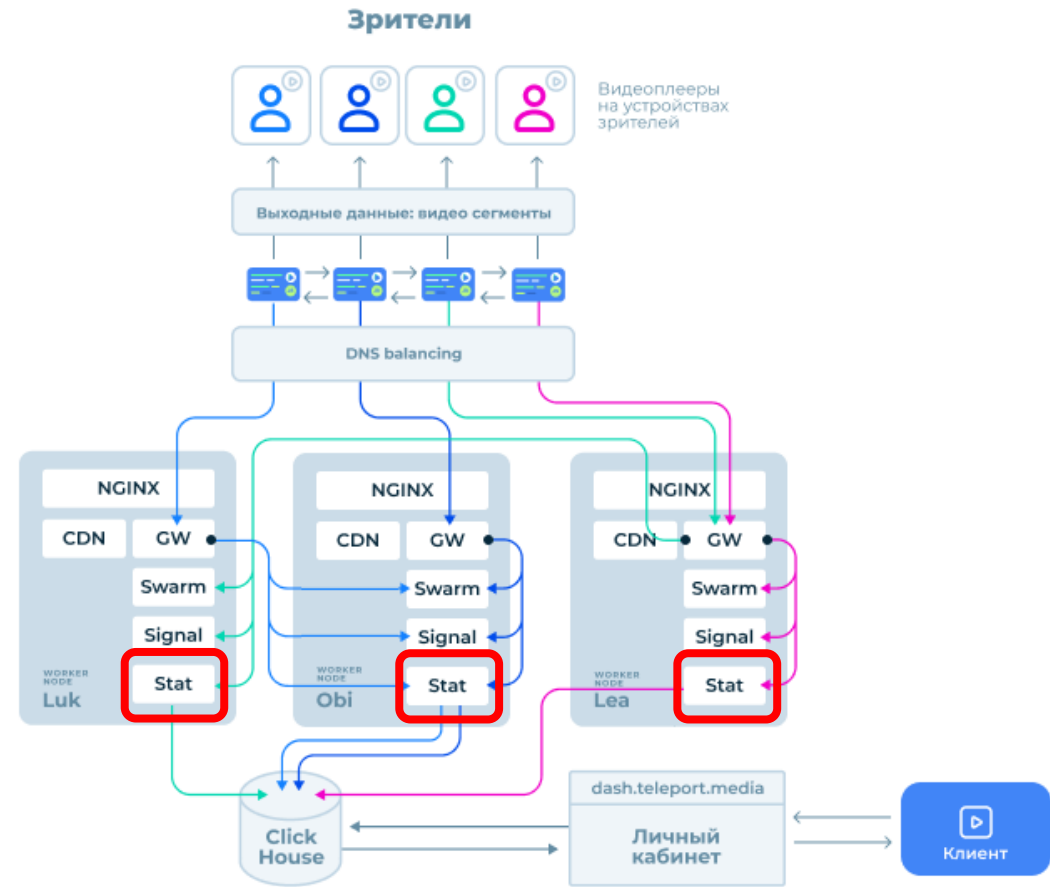 Зрители
Видеоплееры
на устройствах
зрителей
Выходные данные: видео сегменты
DNS balancing
NGINX
CDN
GW
Swarm
Signal
Stat
WORKER
NODE
Luk
NGINX
CDN
GW
Swarm
Signal
Stat
WORKER
NODE
Obi
NGINX
CDN
GW
Swarm
Signal
Stat
WORKER
NODE
Lea
Click
House
dash.teleport.media
Личный
кабинет
Клиент